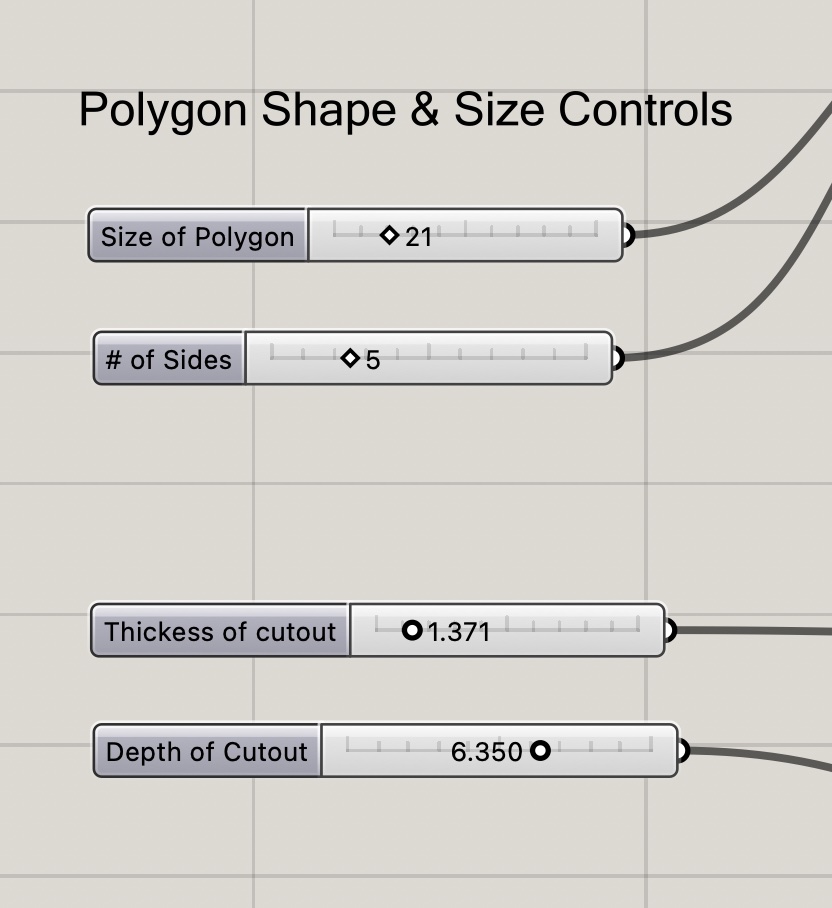 Polygon Shape & Size Controls
Size of Polygon 21
# of Sides 5
Thickess of cutout 1.371
Depth of Cutout 6.350